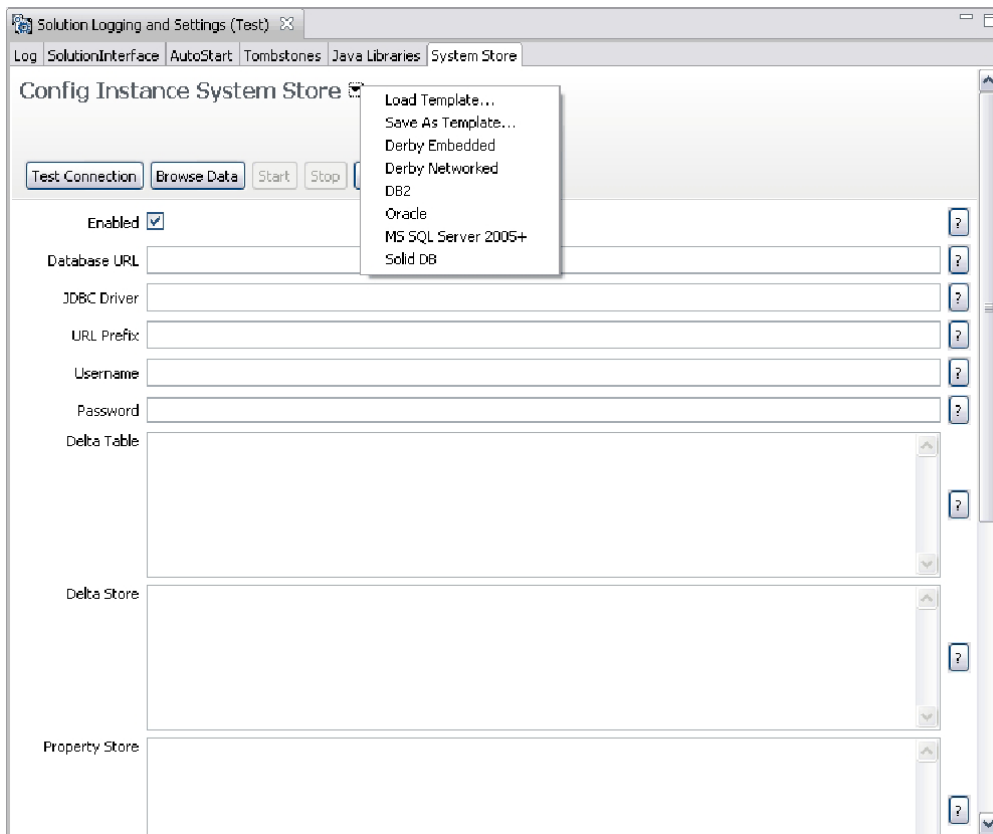 Solution Logging and Settings (Test)
Log SolutionInterface AutoStart Tombstones Java Libraries System Store
Config Instance System Store
Load Template...
Save As Template...
Derby Embedded
Derby Networked
DB2
Oracle
MS SQL Server 2005+
Solid DB
Test Connection Browse Data Start Stop
Enabled ?
Database URL ?
JDBC Driver ?
URL Prefix ?
Username ?
Password ?
Delta Table ?
Delta Store ?
Property Store ?